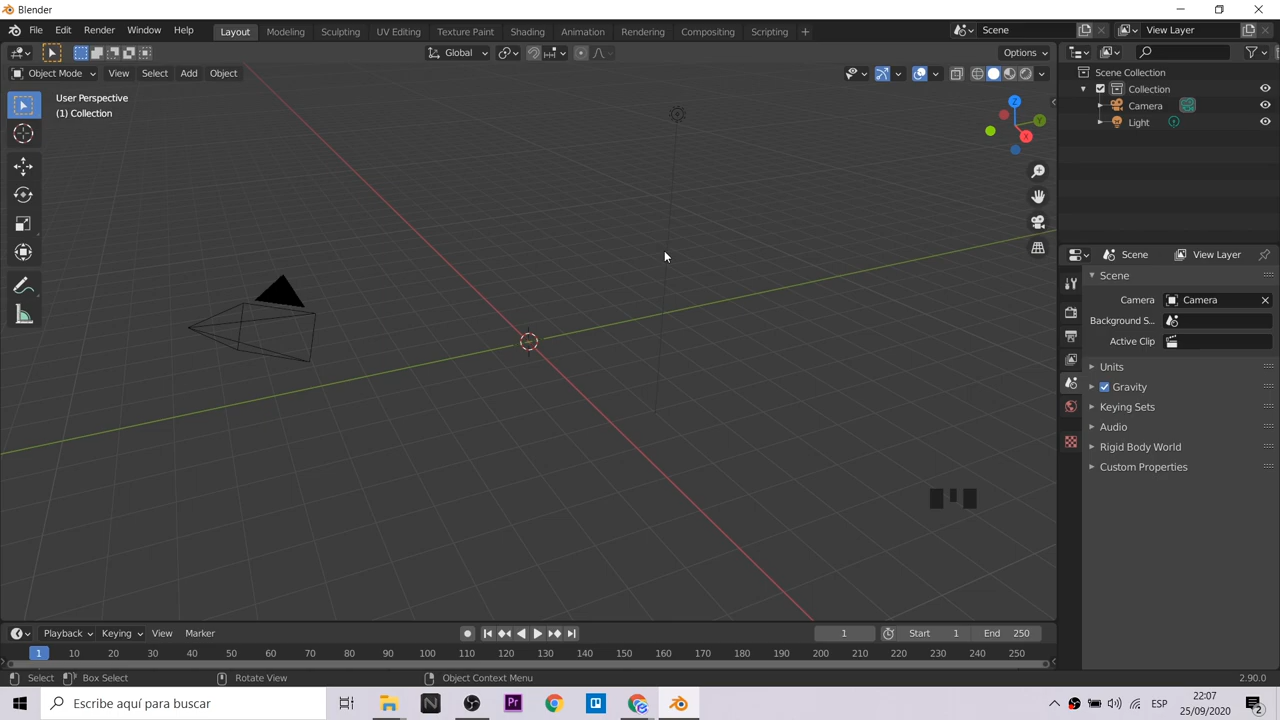 Blender
File Edit Render Window Help Layout Modeling Sculpting UV Editing Texture Paint Shading Animation Rendering Compositing Scripting + Scene View Layer
Global Options
Object Mode View Select Add Object
User Perspective
(1) Collection
Z
Y
X
Scene Collection
Collection
Camera
Light
Scene View Layer
Scene
Camera Camera
Background S...
Active Clip
Units
Gravity
Keying Sets
Audio
Rigid Body World
Custom Properties
Playback Keying View Marker 1 Start 1 End 250
1 10 20 30 40 50 60 70 80 90 100 110 120 130 140 150 160 170 180 190 200 210 220 230 240 250
Select Box Select Rotate View Object Context Menu 2.90.0
Escribe aquí para buscar N Pr ESP 22:07
25/09/2020 2